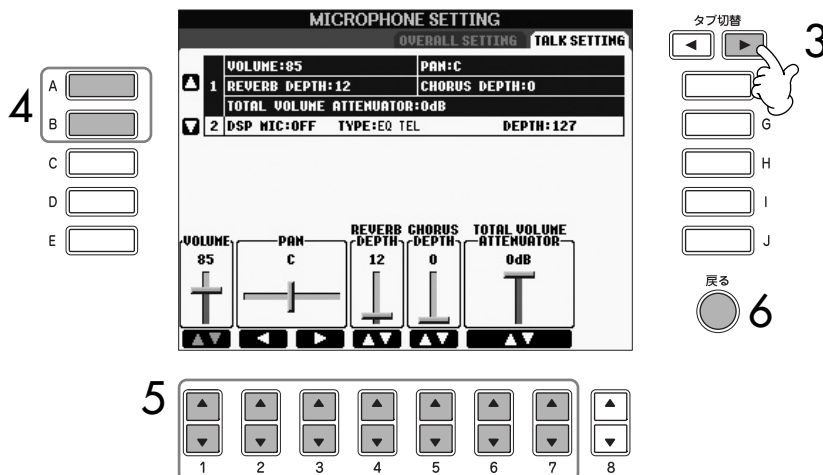 MICROPHONE SETTING
OVERALL SETTING TALK SETTING
VOLUME:85 PAN:C
1 REVERB DEPTH:12 CHORUS DEPTH:0
TOTAL VOLUME ATTENUATOR:0dB
2 DSP MIC:OFF TYPE:EQ TEL DEPTH:127
VOLUME
85
PAN
C
REVERB
DEPTH
12
CHORUS
DEPTH
0
TOTAL VOLUME
ATTENUATOR
0dB
4
A
B
C
D
E
タブ切替
3
G
H
I
J
戻る
6
5
1 2 3 4 5 6 7 8